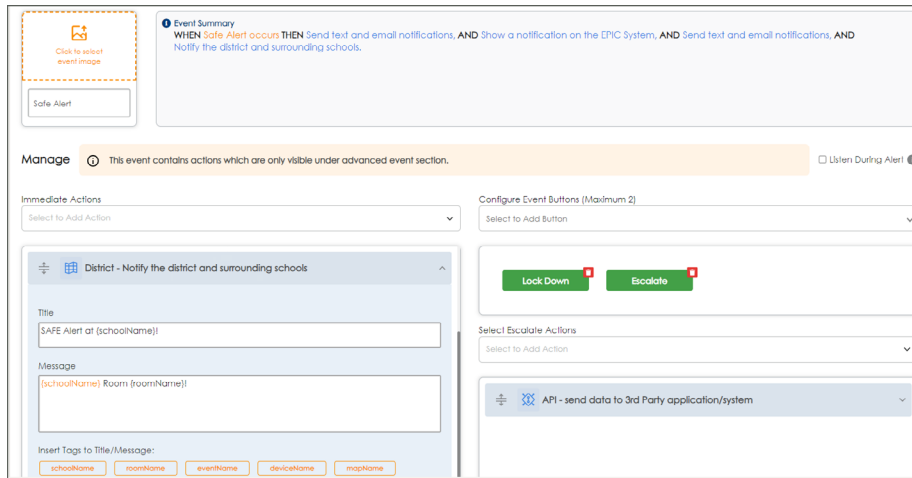 Click to select
event image
Safe Alert
Event Summary
WHEN Safe Alert occurs THEN Send text and email notifications, AND Show a notification on the EPIC System, AND Send text and email notifications, AND
Notify the district and surrounding schools.
Manage
This event contains actions which are only visible under advanced event section.
Listen During Alert
Immediate Actions
Select to Add Action
District - Notify the district and surrounding schools
Title
SAFE Alert at {schoolName}!
Message
{schoolName} Room {roomName}!
Insert Tags to Title/Message:
schoolName roomName eventName deviceName mapName
Configure Event Buttons (Maximum 2)
Select to Add Button
Lock Down Escalate
Select Escalate Actions
Select to Add Action
API - send data to 3rd Party application/system